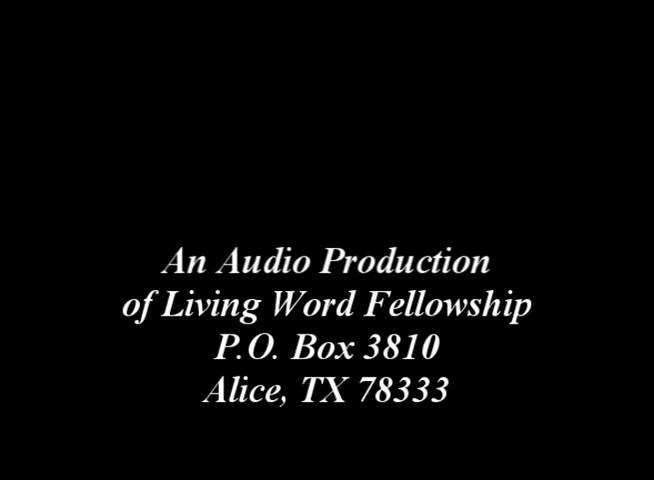 An Audio Production
of Living Word Fellowship
P.O. Box 3810
Alice, TX 78333